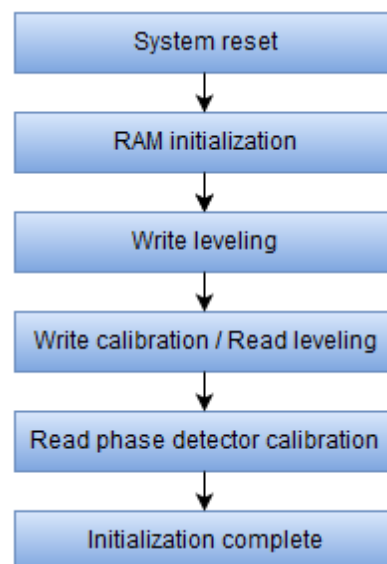 System reset
RAM initialization
Write leveling
Write calibration / Read leveling
Read phase detector calibration
Initialization complete